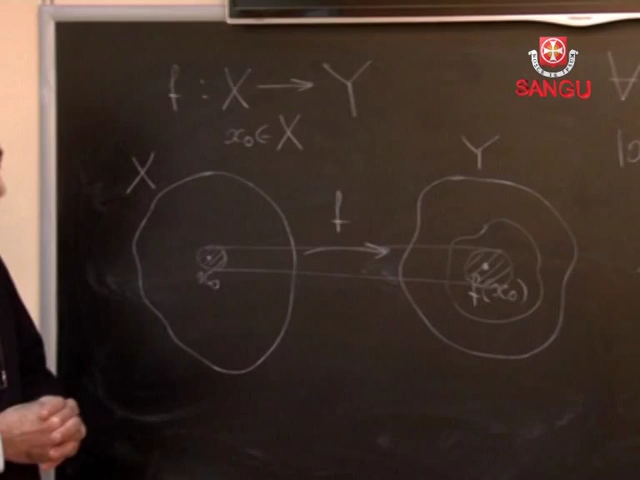 SANGU
f : X → Y
x₀ ∈ X
∀
X
f
Y
x₀
f(x₀)